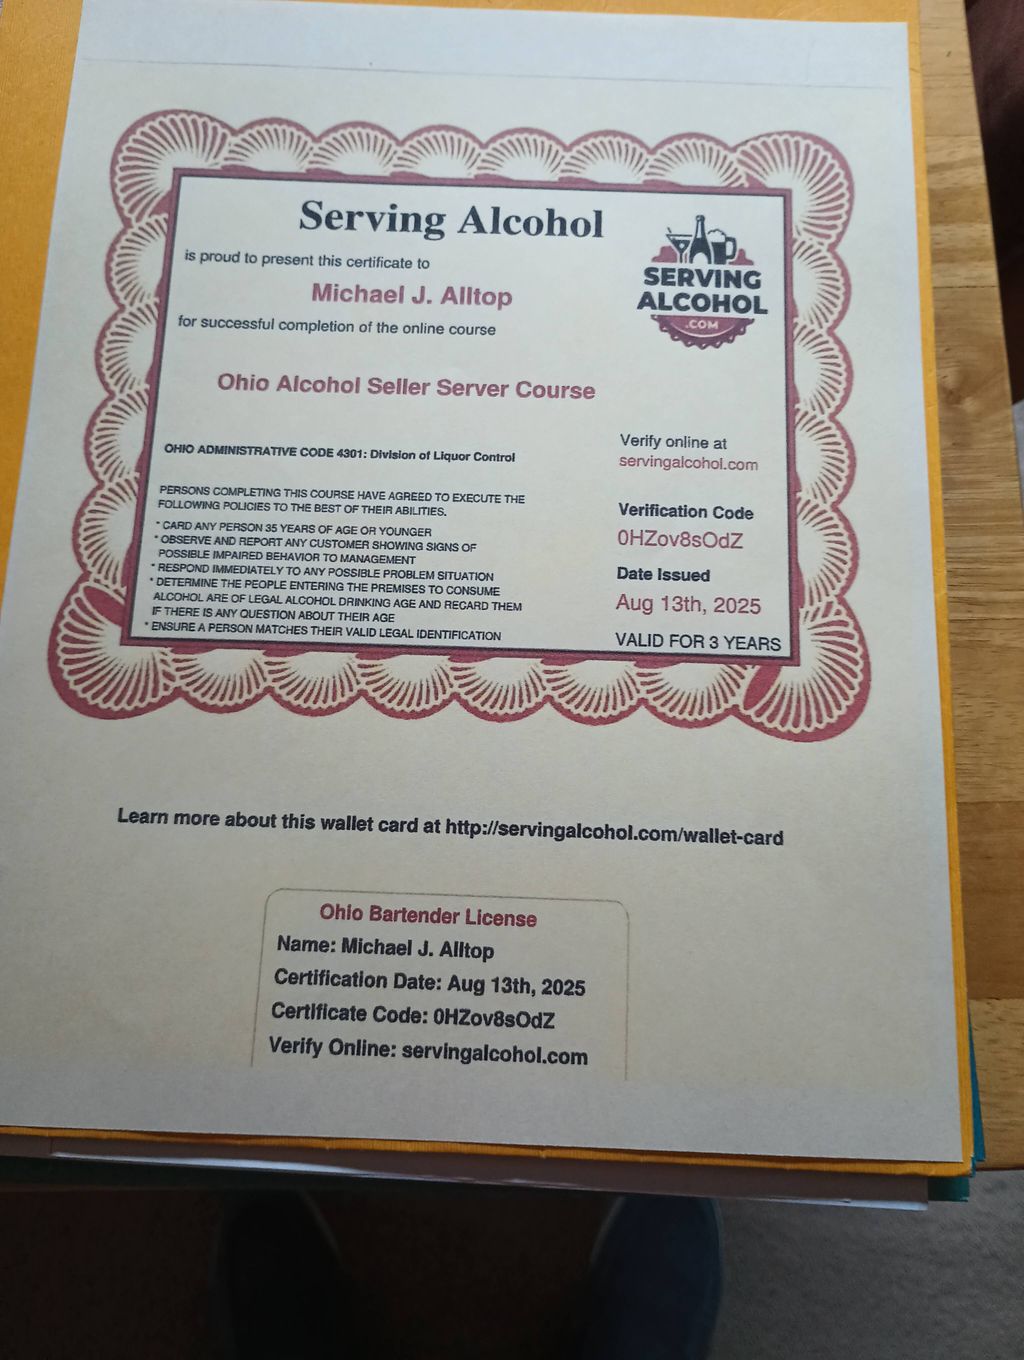 Serving Alcohol
is proud to present this certificate to
Michael J. Alltop
for successful completion of the online course
Ohio Alcohol Seller Server Course
SERVING
ALCOHOL
.COM
OHIO ADMINISTRATIVE CODE 4301: Division of Liquor Control
PERSONS COMPLETING THIS COURSE HAVE AGREED TO EXECUTE THE
FOLLOWING POLICIES TO THE BEST OF THEIR ABILITIES.
* CARD ANY PERSON 35 YEARS OF AGE OR YOUNGER
* OBSERVE AND REPORT ANY CUSTOMER SHOWING SIGNS OF
POSSIBLE IMPAIRED BEHAVIOR TO MANAGEMENT
* RESPOND IMMEDIATELY TO ANY POSSIBLE PROBLEM SITUATION
* DETERMINE THE PEOPLE ENTERING THE PREMISES TO CONSUME
ALCOHOL ARE OF LEGAL ALCOHOL DRINKING AGE AND REGARD THEM
IF THERE IS ANY QUESTION ABOUT THEIR AGE
* ENSURE A PERSON MATCHES THEIR VALID LEGAL IDENTIFICATION
Verify online at
servingalcohol.com
Verification Code
0HZov8sOdZ
Date Issued
Aug 13th, 2025
VALID FOR 3 YEARS
Learn more about this wallet card at http://servingalcohol.com/wallet-card
Ohio Bartender License
Name: Michael J. Alltop
Certification Date: Aug 13th, 2025
Certificate Code: 0HZov8sOdZ
Verify Online: servingalcohol.com